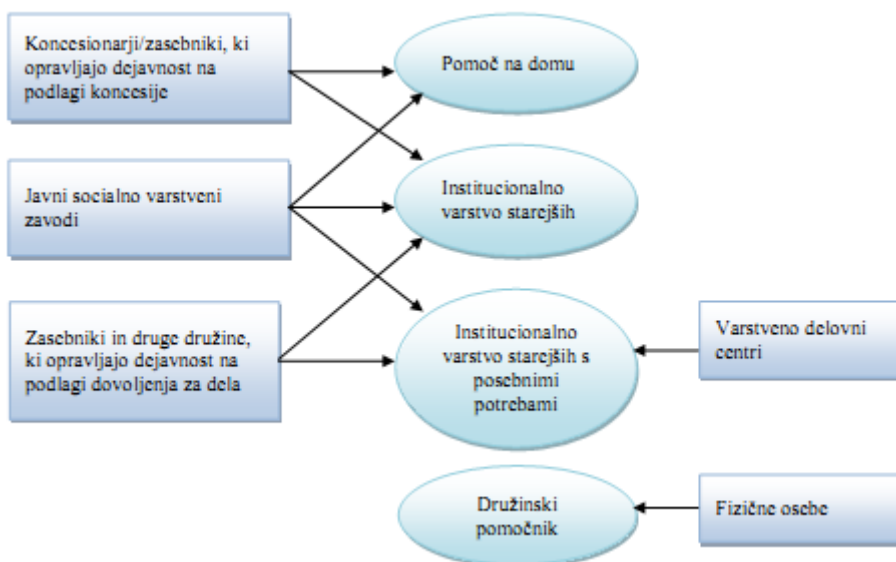 Koncesionarji/zasebniki, ki
opravljajo dejavnost na
podlagi koncesije
Pomoč na domu
Javni socialno varstveni
zavodi
Institucionalno
varstvo starejših
Zasebniki in druge družine,
ki opravljajo dejavnost na
podlagi dovoljenja za dela
Institucionalno
varstvo starejših s
posebnimi
potrebami
Varstveno delovni
centri
Družinski
pomočnik
Fizične osebe